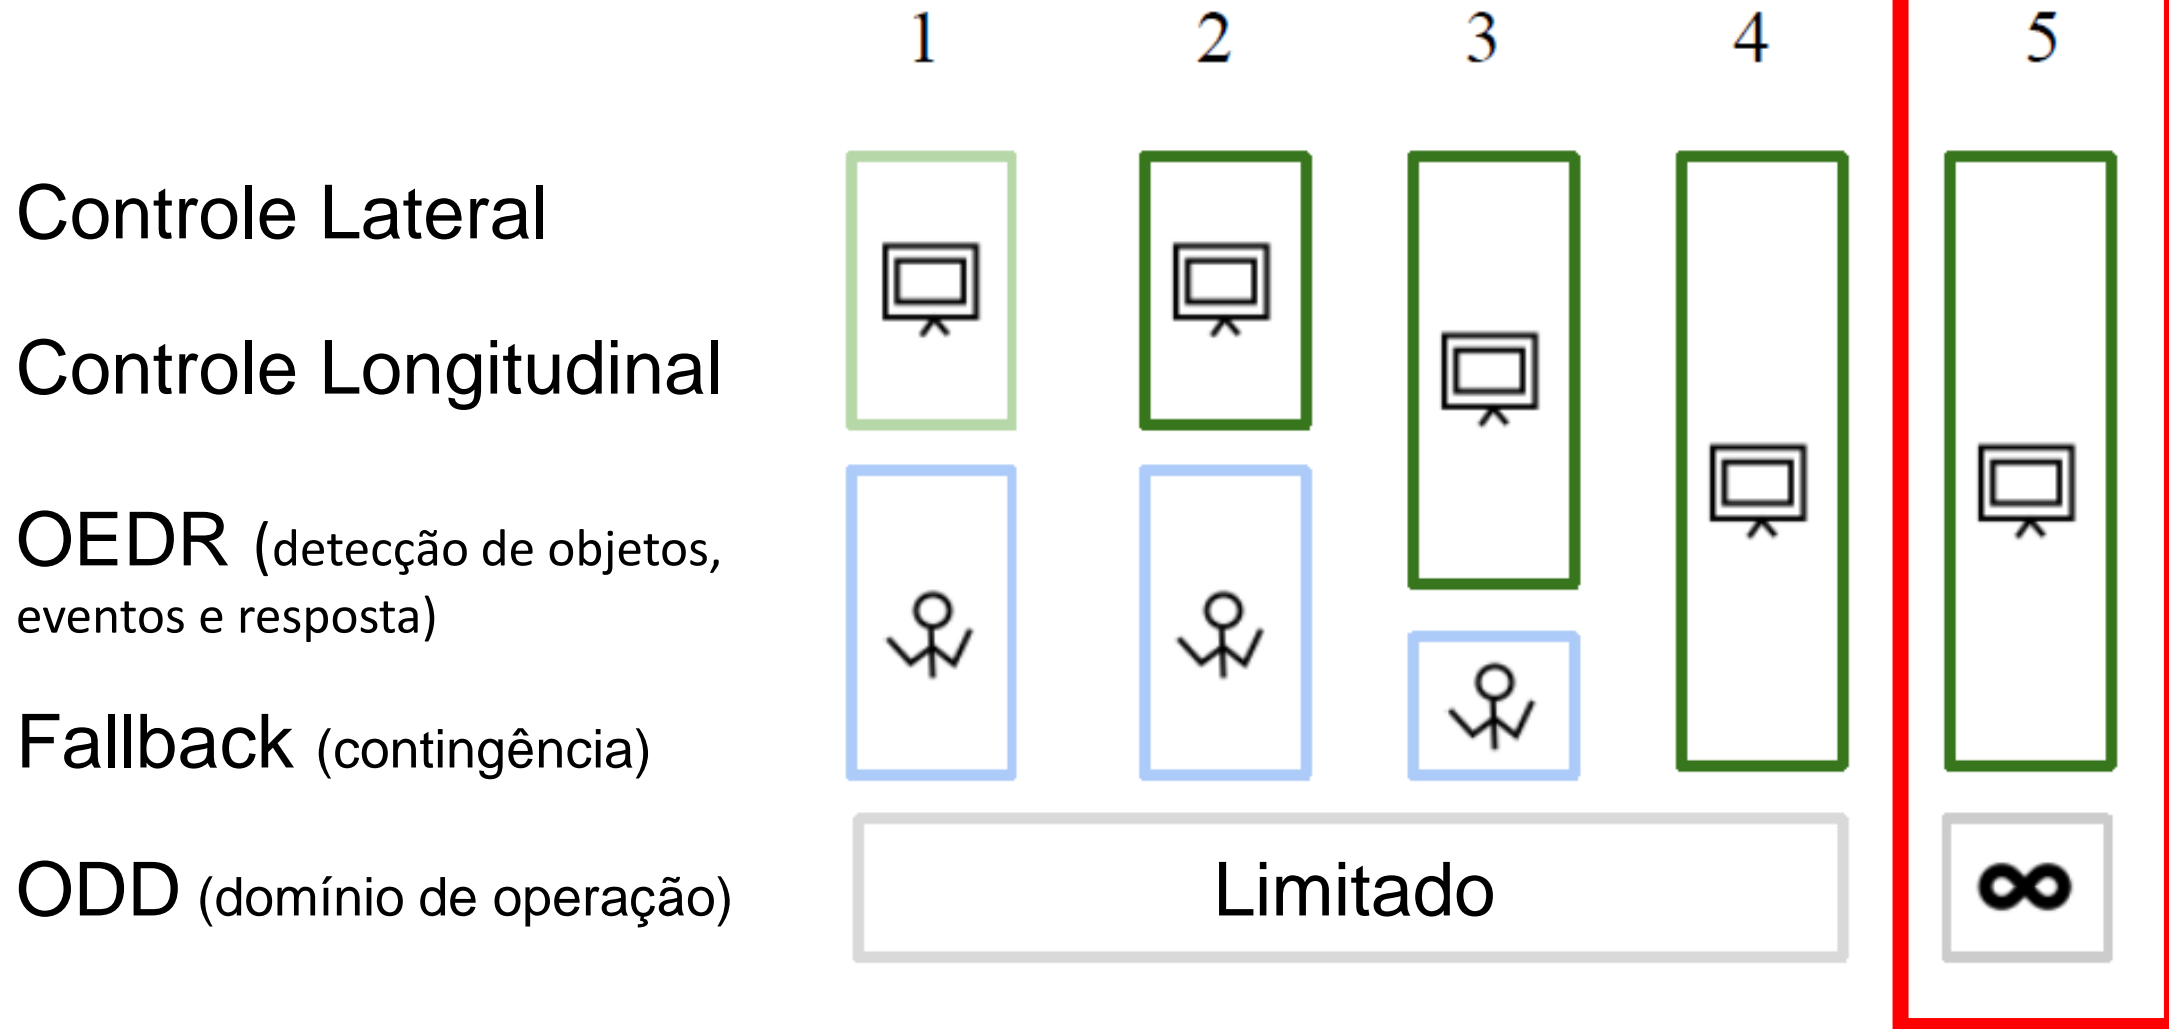 1 2 3 4 5
Controle Lateral
Controle Longitudinal
OEDR (detecção de objetos,
eventos e resposta)
Fallback (contingência)
ODD (domínio de operação) Limitado ∞